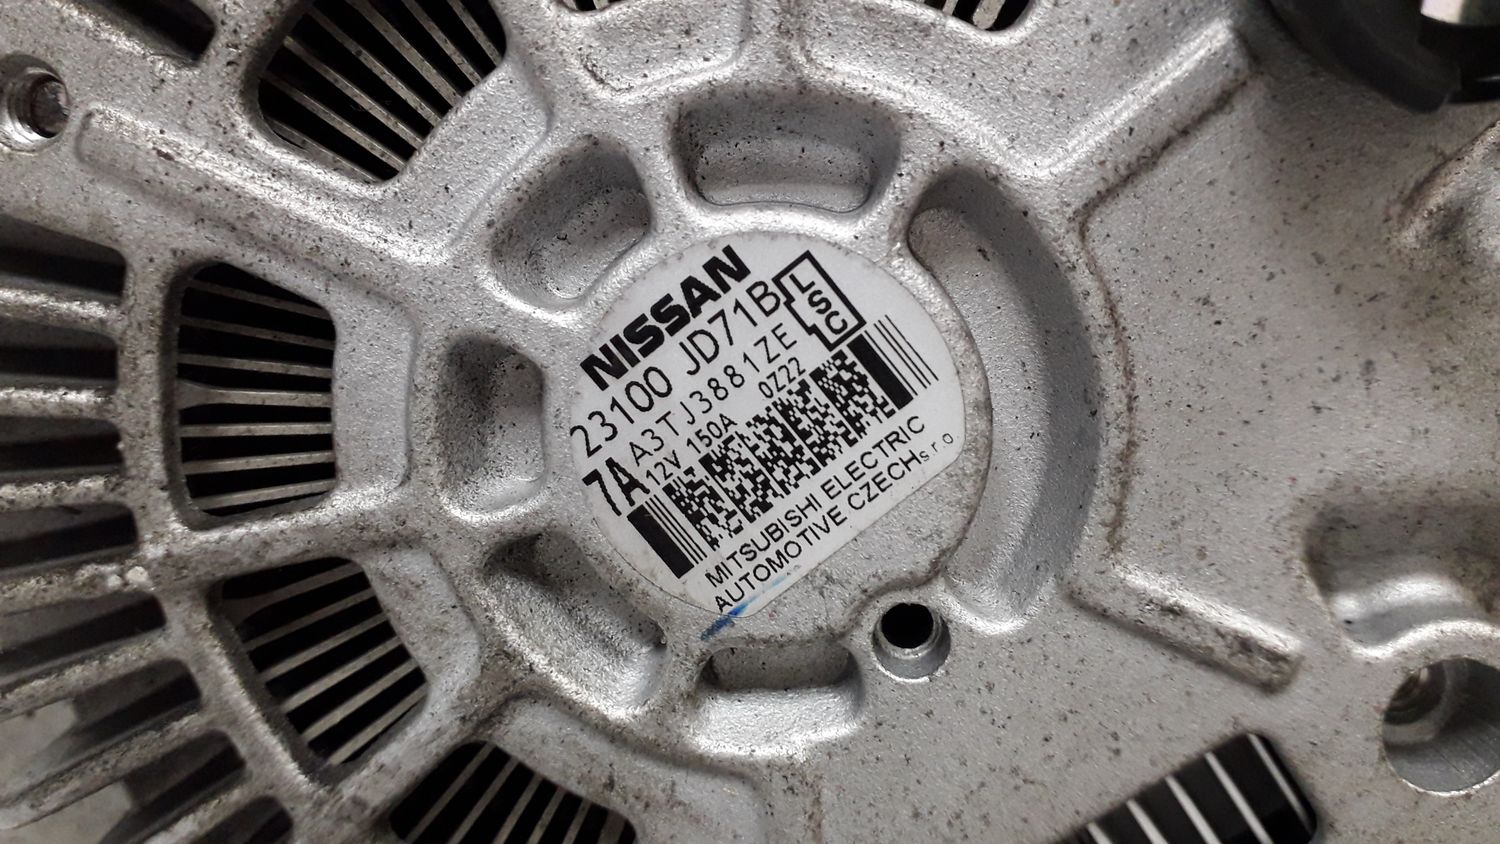 NISSAN
23100 JD71B
LSC
A3TJ3881ZE
7A 12V 150A 0Z22
MITSUBISHI ELECTRIC
AUTOMOTIVE CZECH s.r.o.